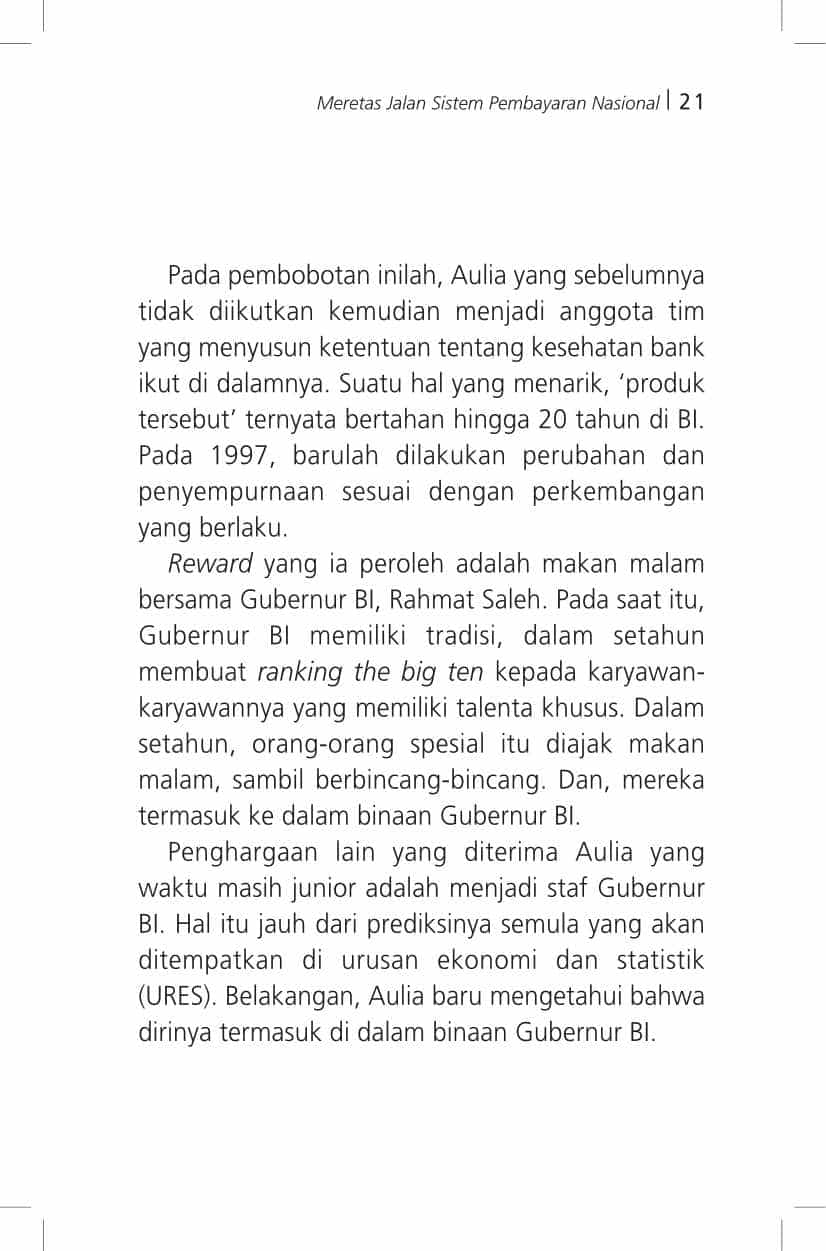 Meretas Jalan Sistem Pembayaran Nasional | 21
Pada pembobotan inilah, Aulia yang sebelumnya
tidak diikutkan kemudian menjadi anggota tim
yang menyusun ketentuan tentang kesehatan bank
ikut di dalamnya. Suatu hal yang menarik, ‘produk
tersebut’ ternyata bertahan hingga 20 tahun di BI.
Pada 1997, barulah dilakukan perubahan dan
penyempurnaan sesuai dengan perkembangan
yang berlaku.
Reward yang ia peroleh adalah makan malam
bersama Gubernur BI, Rahmat Saleh. Pada saat itu,
Gubernur BI memiliki tradisi, dalam setahun
membuat ranking the big ten kepada karyawan-
karyawannya yang memiliki talenta khusus. Dalam
setahun, orang-orang spesial itu diajak makan
malam, sambil berbincang-bincang. Dan, mereka
termasuk ke dalam binaan Gubernur BI.
Penghargaan lain yang diterima Aulia yang
waktu masih junior adalah menjadi staf Gubernur
BI. Hal itu jauh dari prediksinya semula yang akan
ditempatkan di urusan ekonomi dan statistik
(URES). Belakangan, Aulia baru mengetahui bahwa
dirinya termasuk di dalam binaan Gubernur BI.